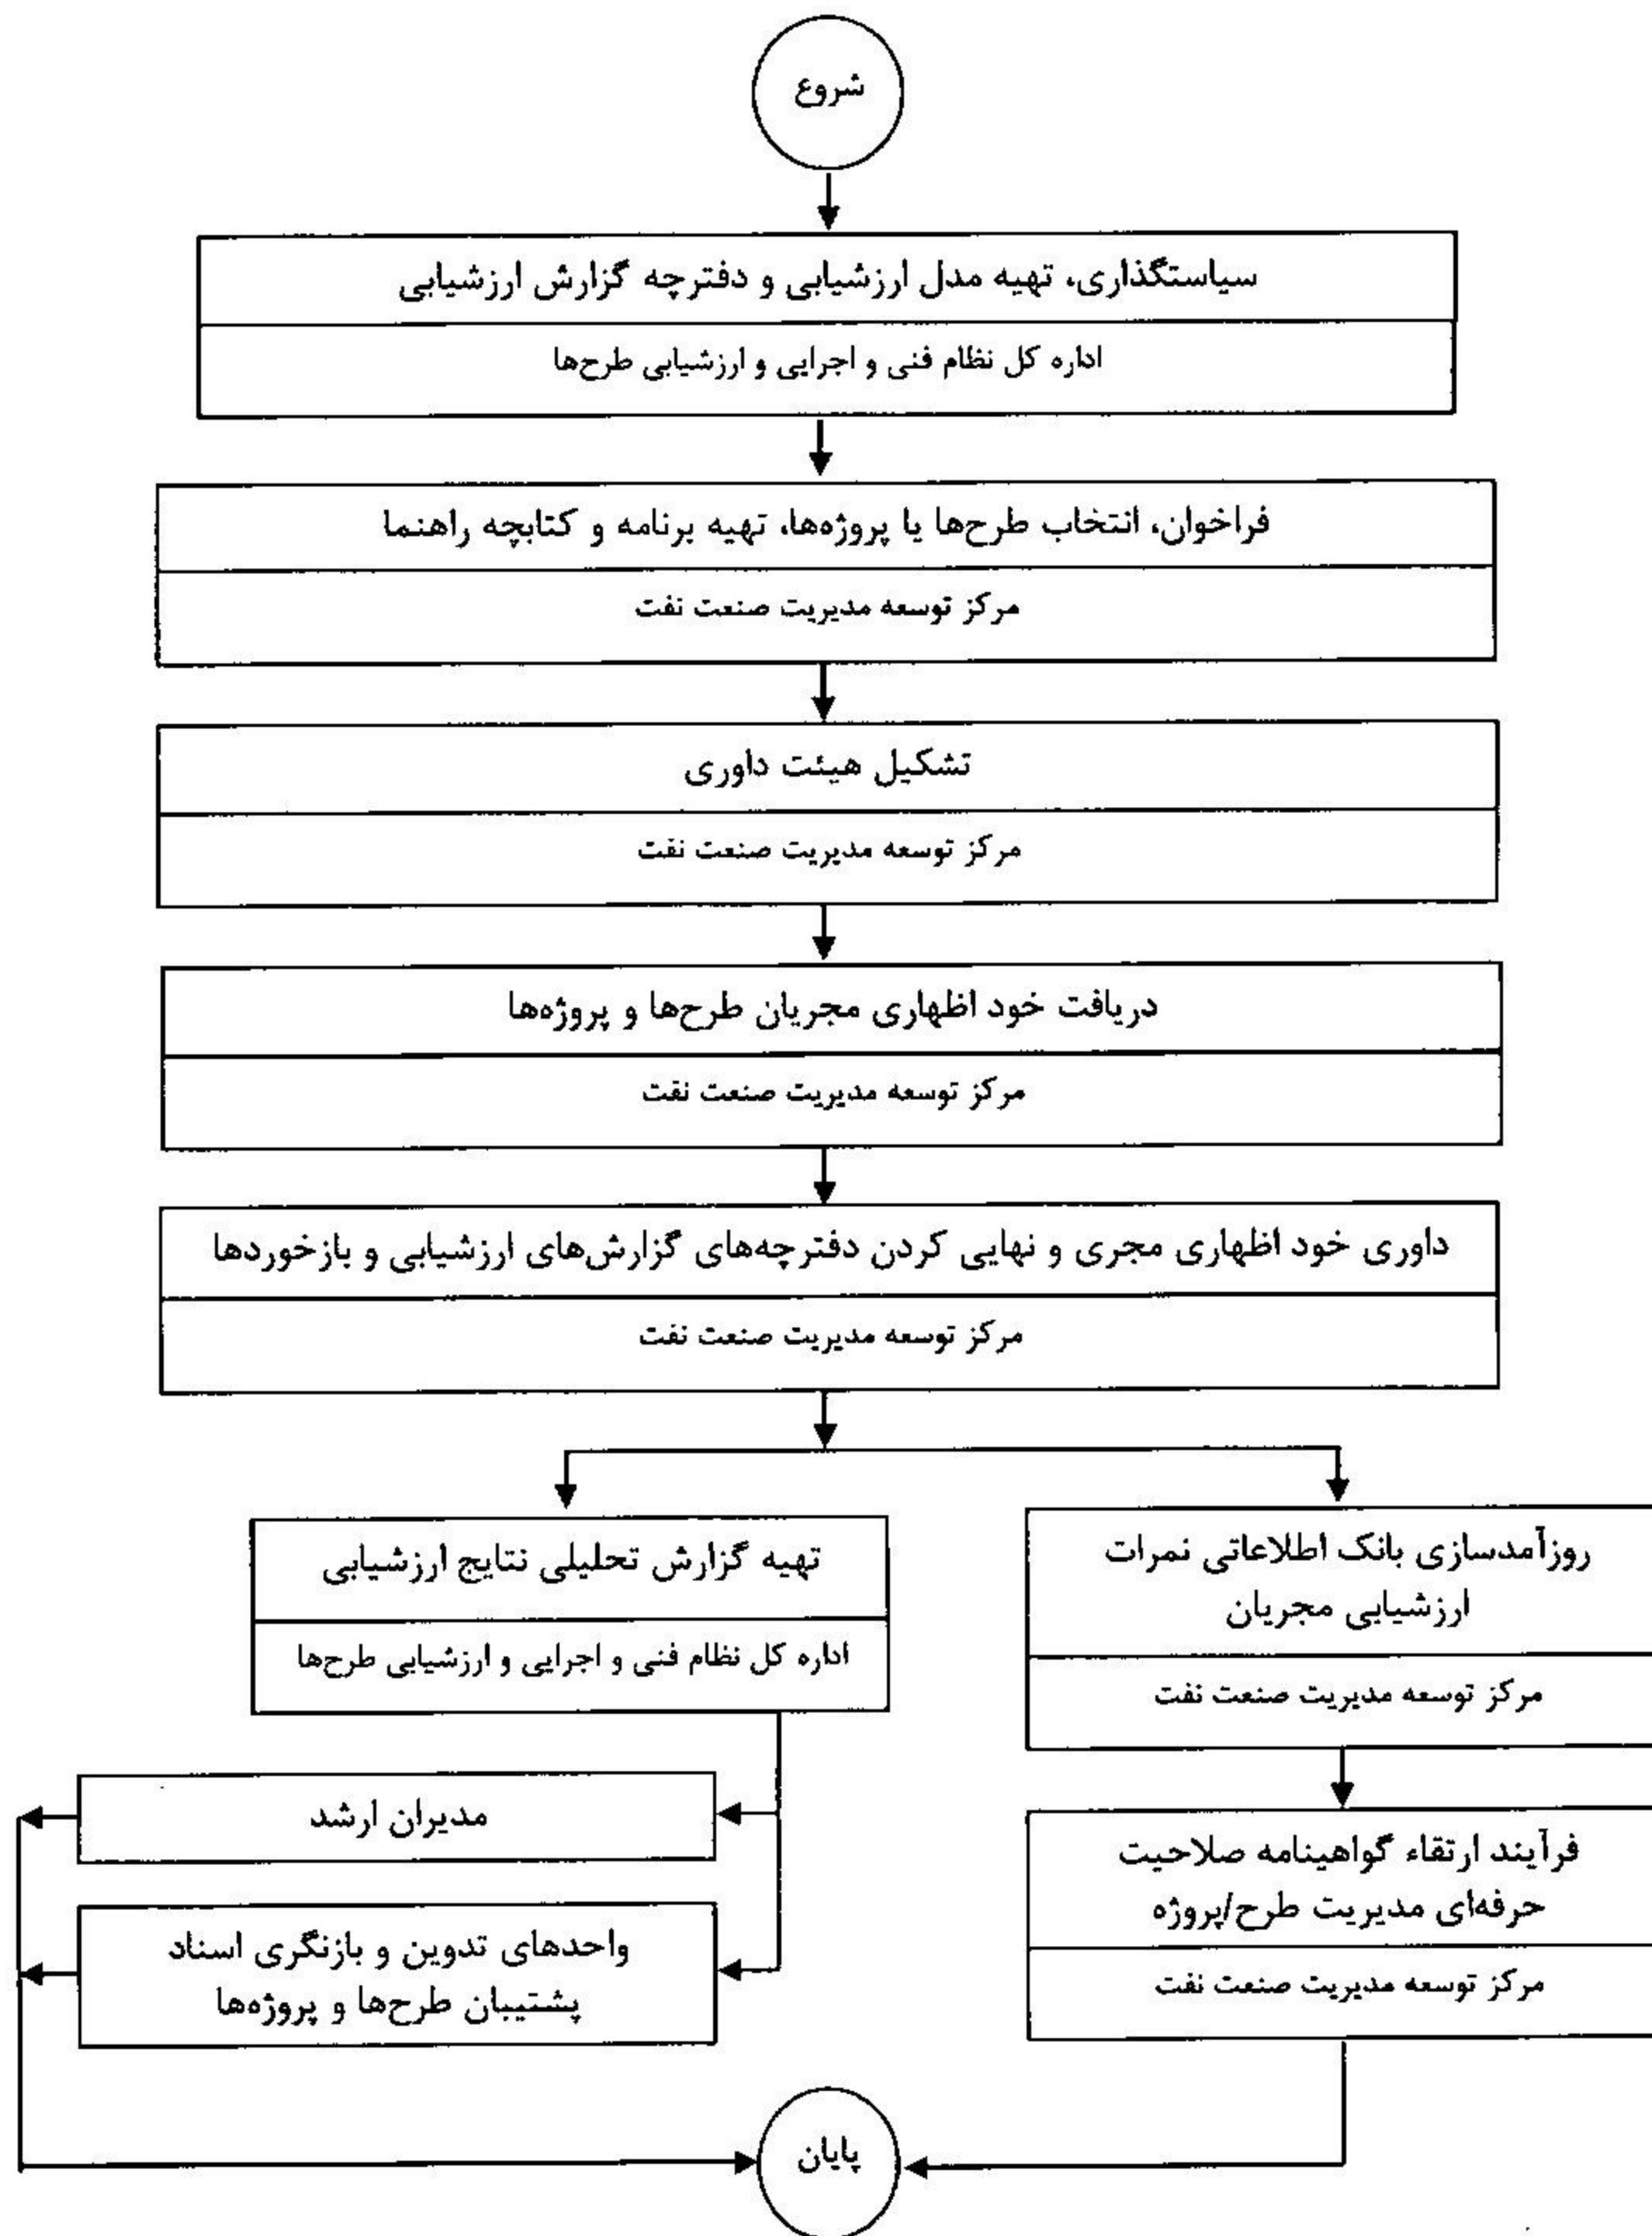 شروع
سیاستگذاری، تهیه مدل ارزشیابی و دفترچه گزارش ارزشیابی
اداره کل نظام فنی و اجرایی و ارزشیابی طرح‌ها
فراخوان، انتخاب طرح‌ها یا پروژه‌ها، تهیه برنامه و کتابچه راهنما
مرکز توسعه مدیریت صنعت نفت
تشکیل هیئت داوری
مرکز توسعه مدیریت صنعت نفت
دریافت خود اظهاری مجریان طرح‌ها و پروژه‌ها
مرکز توسعه مدیریت صنعت نفت
داوری خود اظهاری مجری و نهایی کردن دفترچه‌های گزارش‌های ارزشیابی و بازخوردها
مرکز توسعه مدیریت صنعت نفت
روزآمدسازی بانک اطلاعاتی نمرات
ارزشیابی مجریان
مرکز توسعه مدیریت صنعت نفت
فرآیند ارتقاء گواهینامه صلاحیت
حرفه‌ای مدیریت طرح/پروژه
مرکز توسعه مدیریت صنعت نفت
تهیه گزارش تحلیلی نتایج ارزشیابی
اداره کل نظام فنی و اجرایی و ارزشیابی طرح‌ها
مدیران ارشد
واحدهای تدوین و بازنگری اسناد
پشتیبان طرح‌ها و پروژه‌ها
پایان